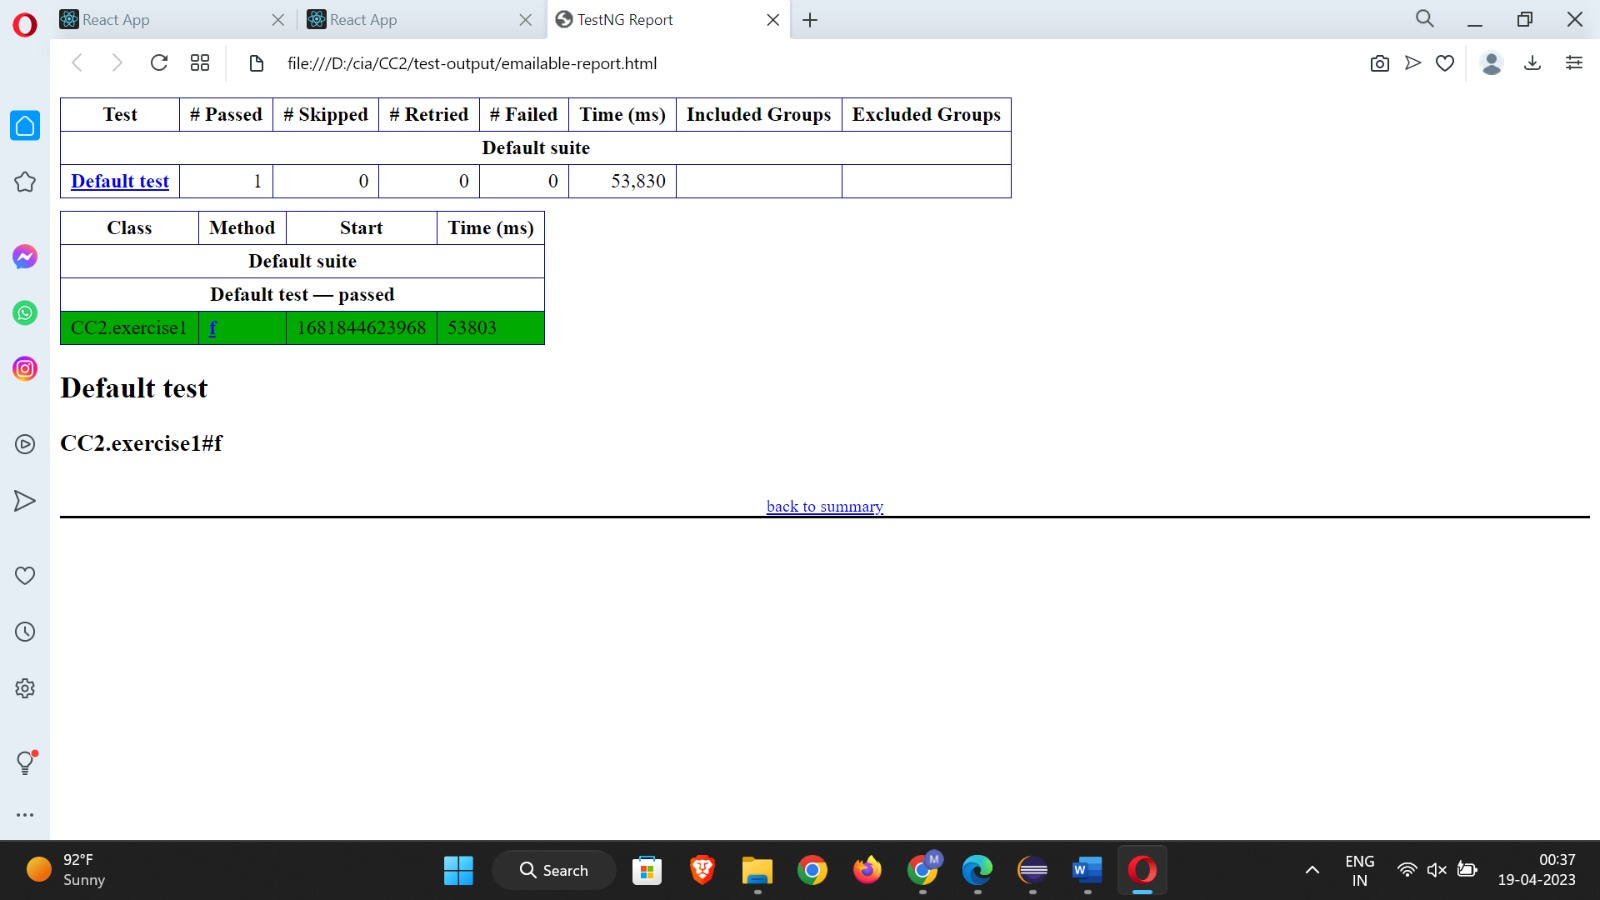 React App
React App
TestNG Report
file:///D:/cia/CC2/test-output/emailable-report.html
Test # Passed # Skipped # Retried # Failed Time (ms) Included Groups Excluded Groups
Default suite
Default test 1 0 0 0 53,830
Class Method Start Time (ms)
Default suite
Default test — passed
CC2.exercise1 f 1681844623968 53803
Default test
CC2.exercise1#f
back to summary
92°F
Sunny
Search
M
W
ENG
IN
00:37
19-04-2023